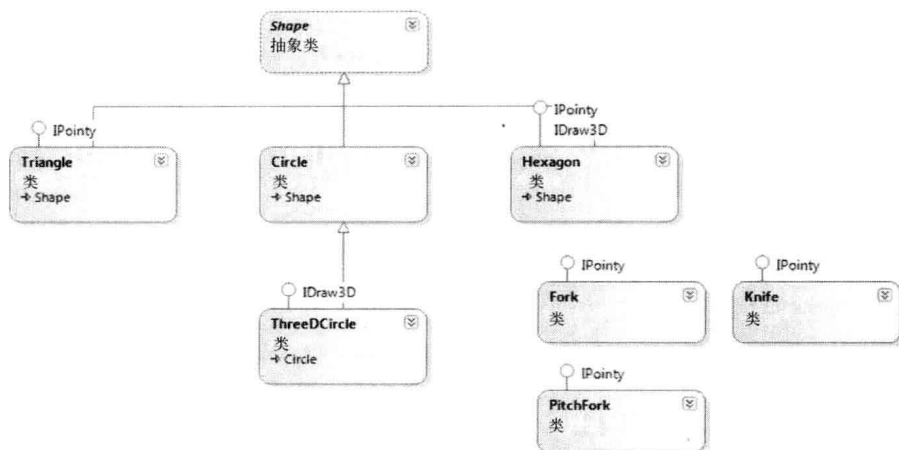 Shape
抽象类
IPointy
IPointy
IDraw3D
Triangle
类
Shape
Circle
类
Shape
Hexagon
类
Shape
IDraw3D
ThreeDCircle
类
Circle
IPointy
Fork
类
IPointy
Knife
类
IPointy
PitchFork
类